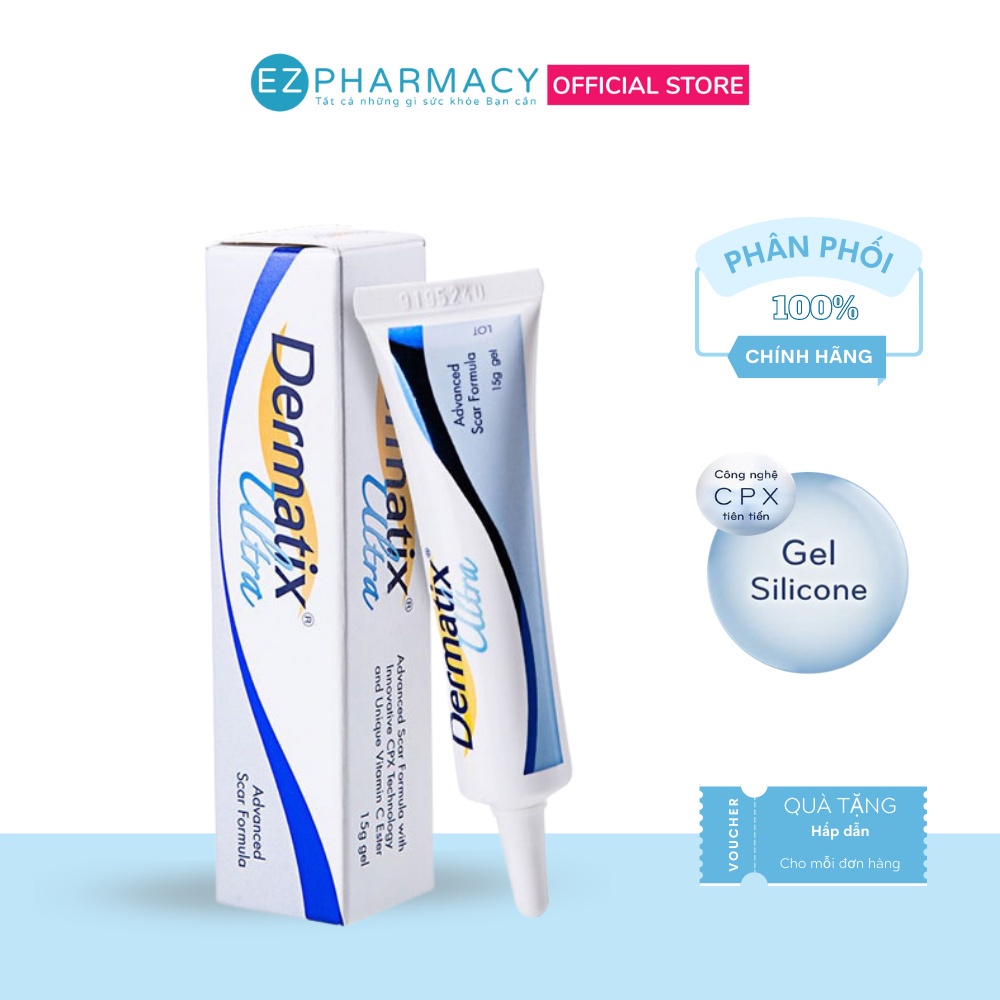 EZ PHARMACY
Tất cả những gì sức khỏe Bạn cần
OFFICIAL STORE
PHÂN PHỐI
100%
CHÍNH HÃNG
Công nghệ
CPX
tiên tiến
Gel
Silicone
Dermatix®
Ultra
Advanced
Scar Formula
Dermatix®
Ultra
Advanced Scar Formula with
Innovative CPX Technology
and Unique Vitamin C Ester
15g gel
9195240
LOT
Advanced
Scar Formula
15g gel
Dermatix®
Ultra
VOUCHER
QUÀ TẶNG
Hấp dẫn
Cho mỗi đơn hàng